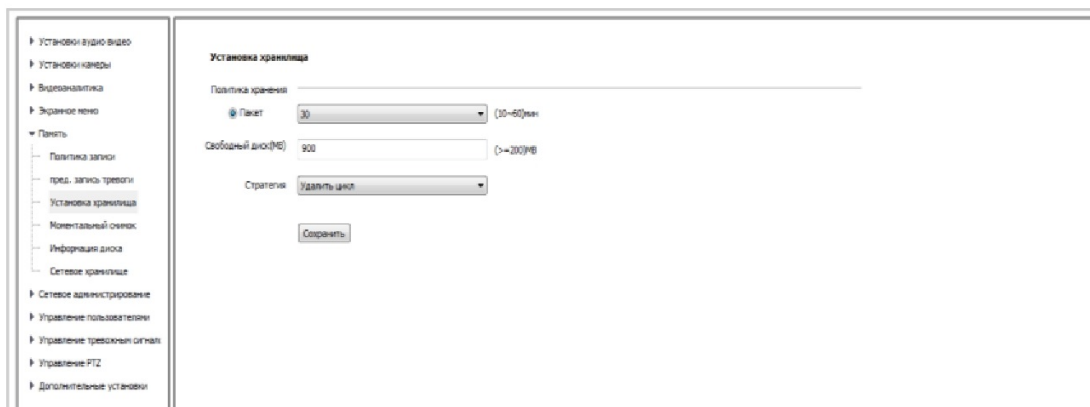 Установки аудио-видео
Установки камеры
Видеоаналитика
Экранное меню
Память
Политика записи
пред. запись тревоги
Установка хранилища
Моментальный снимок
Информация диска
Сетевое хранилище
Сетевое администрирование
Управление пользователями
Управление тревожным сигнало
Управление PTZ
Дополнительные установки
Установка хранилища
Политика хранения
Пакет 30 (10~60)мин
Свободный диск(MB) 900 (>=200)MB
Стратегия Удалить цикл
Сохранить